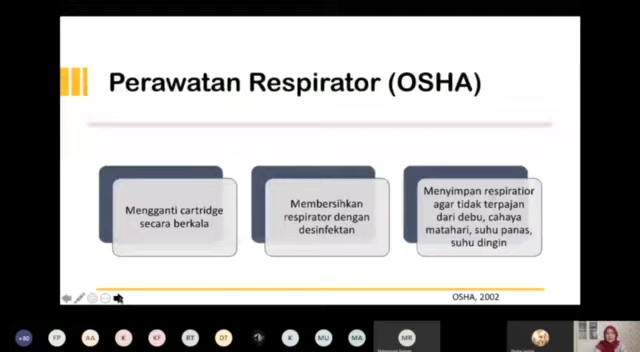 Perawatan Respirator (OSHA)
Mengganti cartridge
secara berkala
Membersihkan
respirator dengan
desinfektan
Menyimpan respiratior
agar tidak terpajan
dari debu, cahaya
matahari, suhu panas,
suhu dingin
OSHA, 2002
+80
FP
AA
K
KF
RT
DT
K
MU
MA
MR